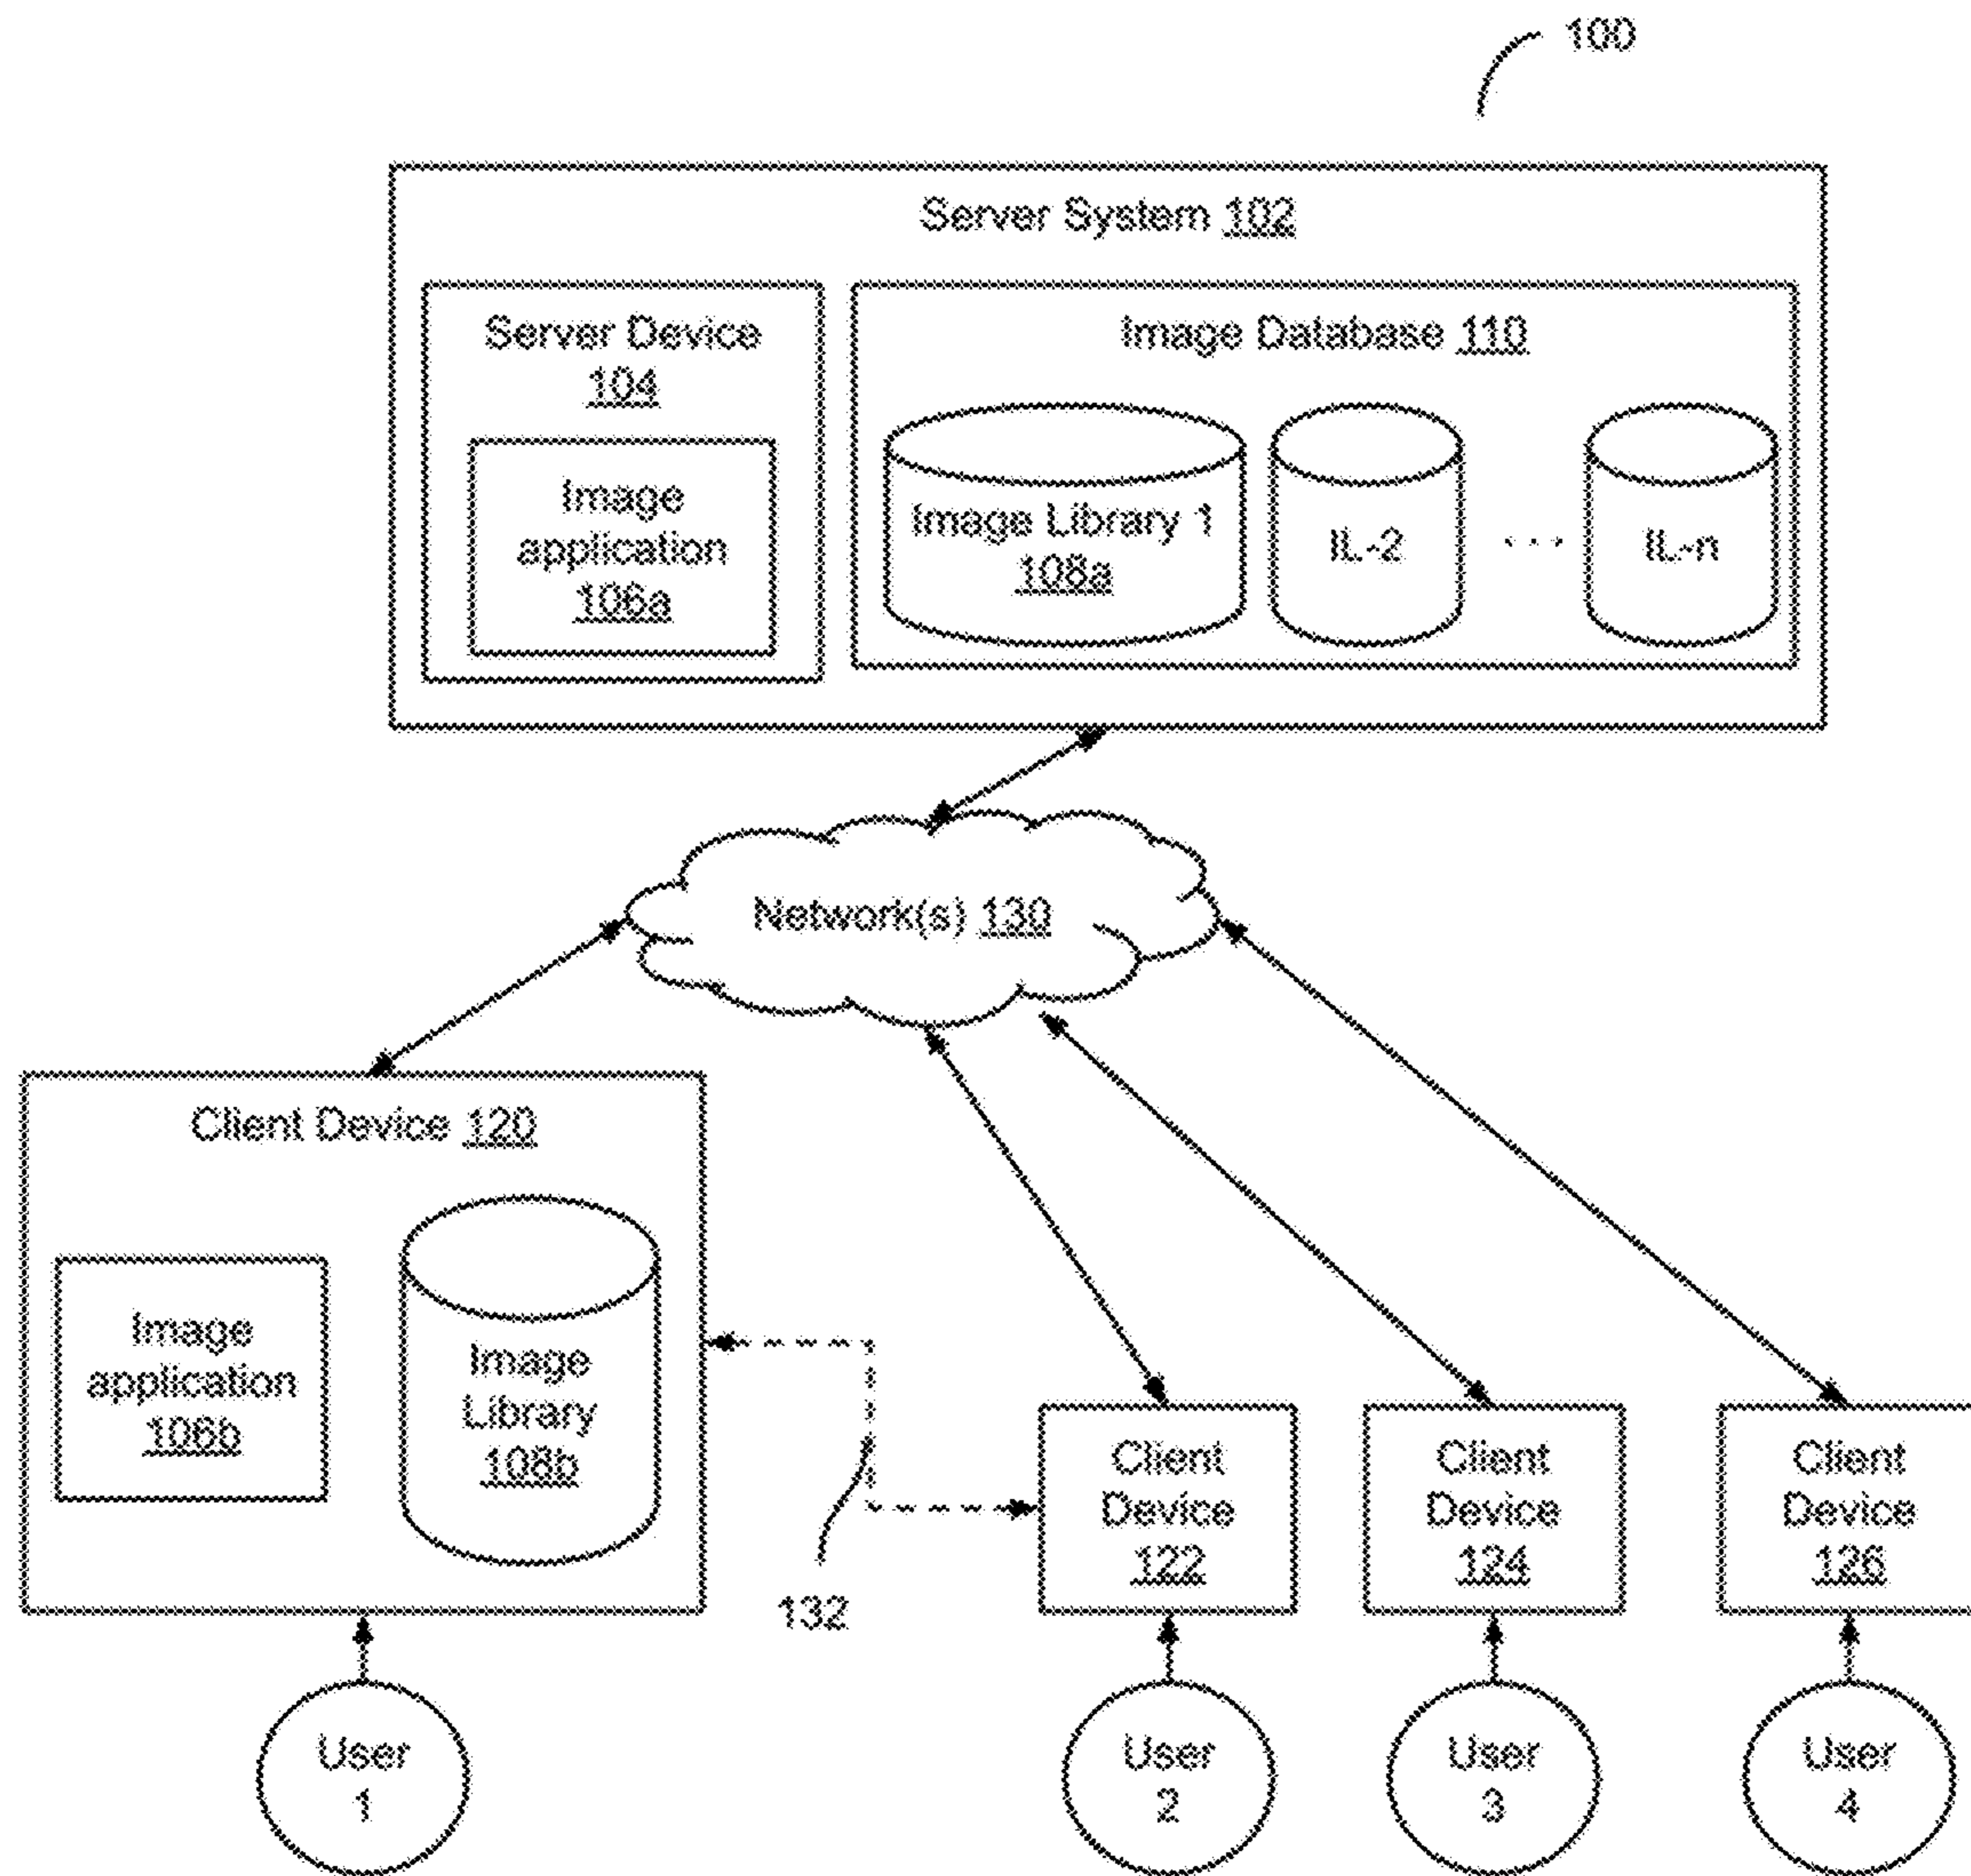 100
Server System 102
Server Device
104
Image
application
106a
Image Database 110
Image Library 1
108a
IL-2
. . .
IL-n
Network(s) 130
Client Device 120
Image
application
106b
Image
Library
108b
132
Client
Device
122
Client
Device
124
Client
Device
126
User
1
User
2
User
3
User
4